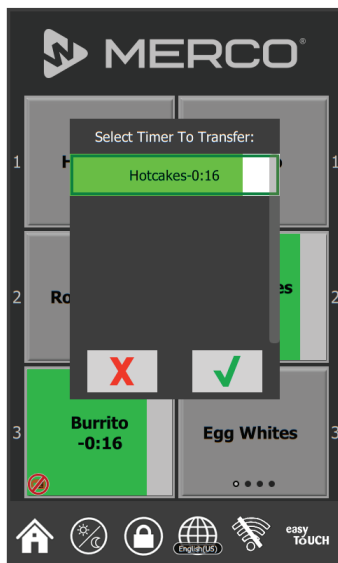 MERCO®
Select Timer To Transfer:
1
1
Hotcakes-0:16
2
Ro
es
2
X
Burrito
-0:16
3
Egg Whites
3
English(US)
easy
TOUCH